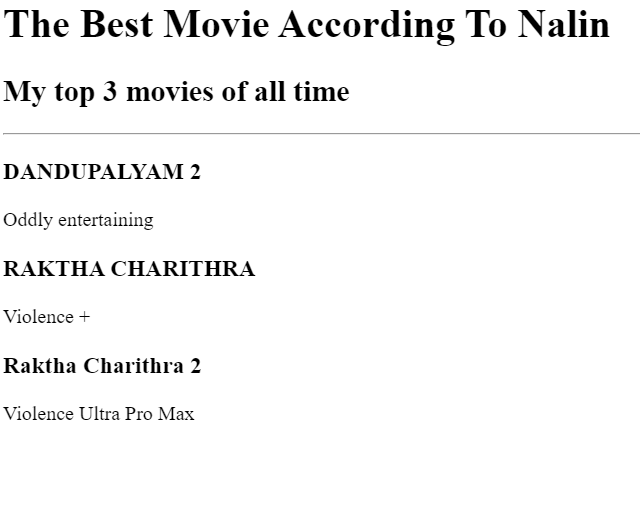 The Best Movie According To Nalin
My top 3 movies of all time
DANDUPALYAM 2
Oddly entertaining
RAKTHA CHARITHRA
Violence +
Raktha Charithra 2
Violence Ultra Pro Max